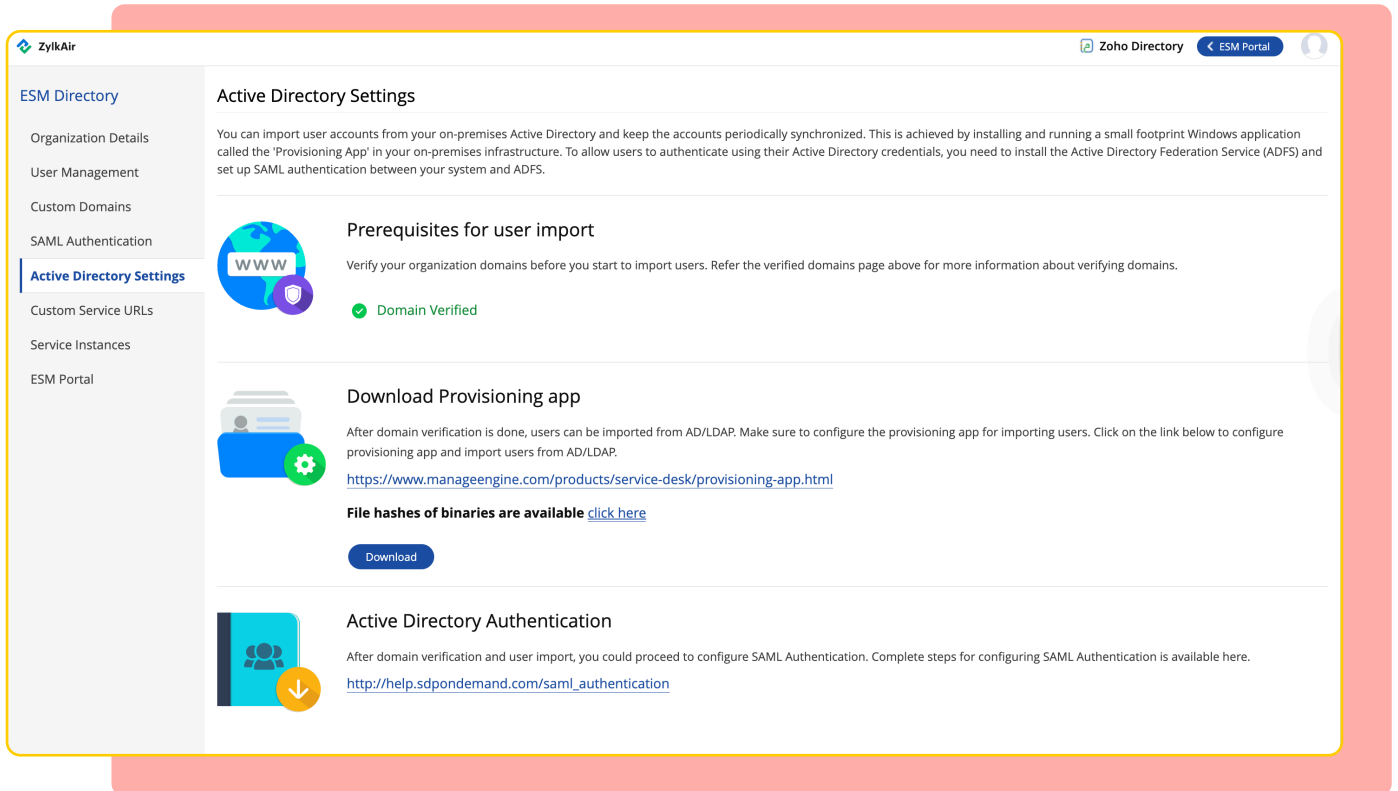 ZylkAir
Zoho Directory
ESM Portal
ESM Directory
Organization Details
User Management
Custom Domains
SAML Authentication
Active Directory Settings
Custom Service URLs
Service Instances
ESM Portal
Active Directory Settings
You can import user accounts from your on-premises Active Directory and keep the accounts periodically synchronized. This is achieved by installing and running a small footprint Windows application
called the 'Provisioning App' in your on-premises infrastructure. To allow users to authenticate using their Active Directory credentials, you need to install the Active Directory Federation Service (ADFS) and
set up SAML authentication between your system and ADFS.
WWW
Prerequisites for user import
Verify your organization domains before you start to import users. Refer the verified domains page above for more information about verifying domains.
Domain Verified
Download Provisioning app
After domain verification is done, users can be imported from AD/LDAP. Make sure to configure the provisioning app for importing users. Click on the link below to configure
provisioning app and import users from AD/LDAP.
https://www.manageengine.com/products/service-desk/provisioning-app.html
File hashes of binaries are available click here
Download
Active Directory Authentication
After domain verification and user import, you could proceed to configure SAML Authentication. Complete steps for configuring SAML Authentication is available here.
http://help.sdpondemand.com/saml_authentication